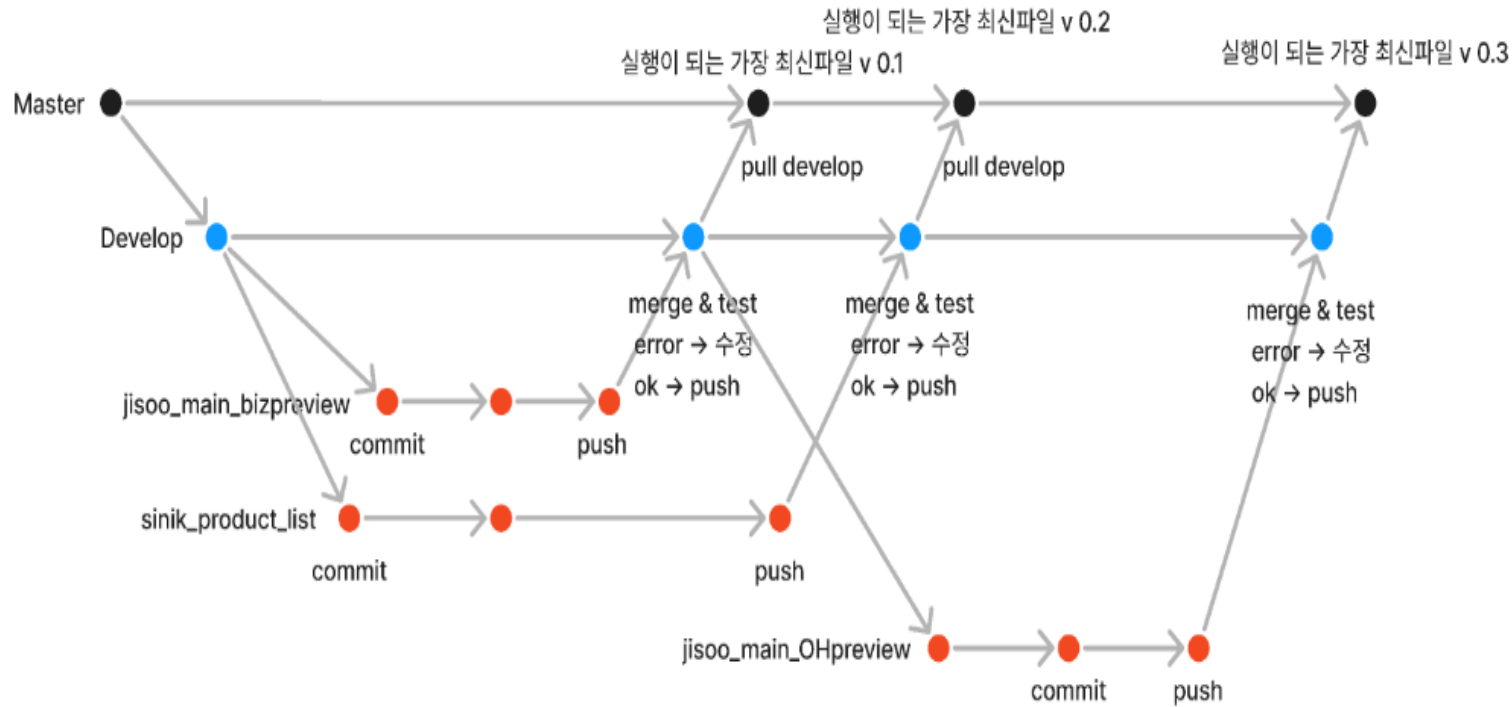 실행이 되는 가장 최신파일 v 0.2
실행이 되는 가장 최신파일 v 0.1
실행이 되는 가장 최신파일 v 0.3
Master
pull develop
pull develop
Develop
merge & test
error → 수정
ok → push
merge & test
error → 수정
ok → push
merge & test
error → 수정
ok → push
jisoo_main_bizpreview
commit
push
sinik_product_list
commit
push
jisoo_main_OHpreview
commit
push